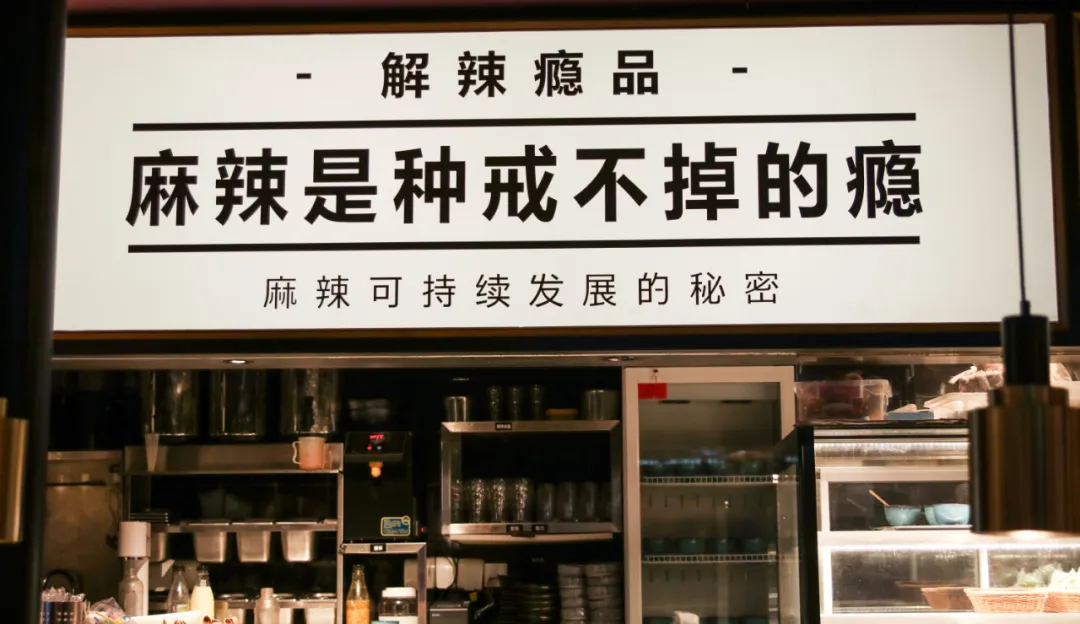 - 解辣瘾品 -
麻辣是种戒不掉的瘾
麻辣可持续发展的秘密